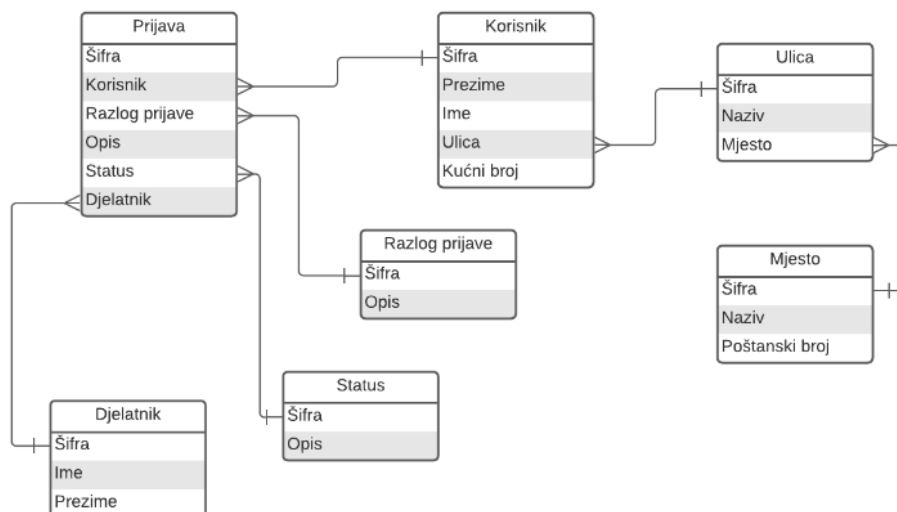 Prijava
Šifra
Korisnik
Razlog prijave
Opis
Status
Djelatnik
Korisnik
Šifra
Prezime
Ime
Ulica
Kućni broj
Ulica
Šifra
Naziv
Mjesto
Razlog prijave
Šifra
Opis
Mjesto
Šifra
Naziv
Poštanski broj
Status
Šifra
Opis
Djelatnik
Šifra
Ime
Prezime